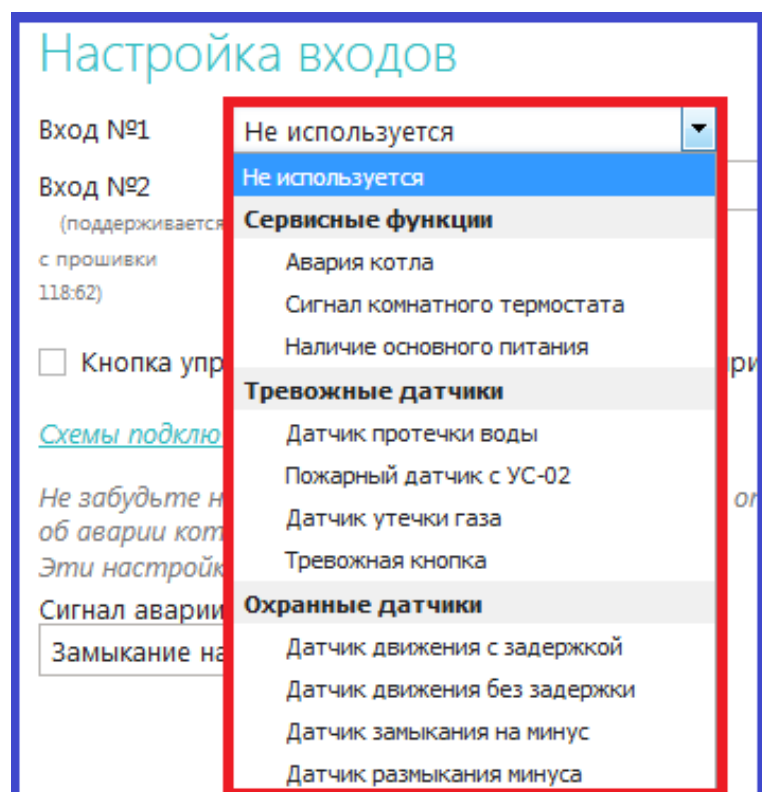 Настройка входов
Вход №1
Не используется
Вход №2
(поддерживается
с прошивки
118:62)
Не используется
Сервисные функции
Авария котла
Сигнал комнатного термостата
Наличие основного питания
Тревожные датчики
Датчик протечки воды
Пожарный датчик с УС-02
Датчик утечки газа
Тревожная кнопка
Охранные датчики
Датчик движения с задержкой
Датчик движения без задержки
Датчик замыкания на минус
Датчик размыкания минуса
Кнопка упр
Схемы подклю
Не забудьте н
об аварии кот
Эти настройк
Сигнал аварии
Замыкание на